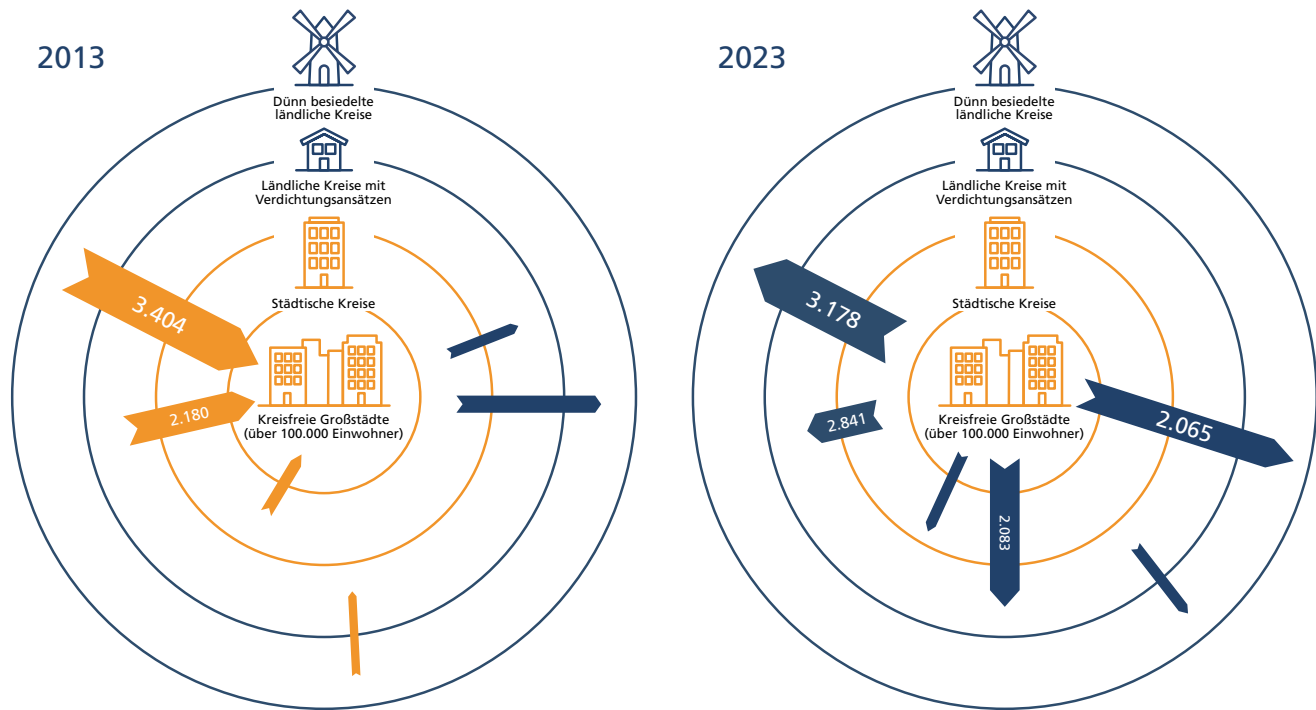 2013
Dünn besiedelte
ländliche Kreise
Ländliche Kreise mit
Verdichtungsansätzen
Städtische Kreise
3.404
2.180
Kreisfreie Großstädte
(über 100.000 Einwohner)
2023
Dünn besiedelte
ländliche Kreise
Ländliche Kreise mit
Verdichtungsansätzen
Städtische Kreise
3.178
2.841
Kreisfreie Großstädte
(über 100.000 Einwohner)
2.065
2.083